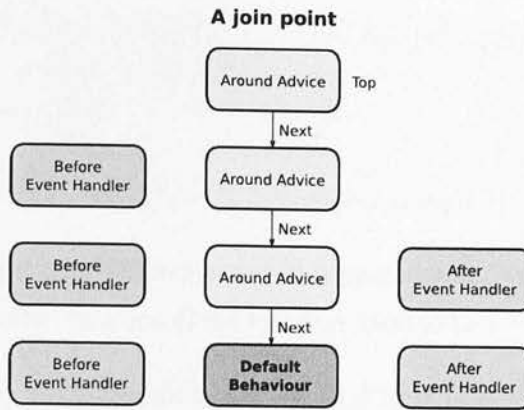 A join point
Around Advice
Top
Next
Before
Event Handler
Around Advice
Next
Before
Event Handler
Around Advice
After
Event Handler
Next
Before
Event Handler
Default
Behaviour
After
Event Handler